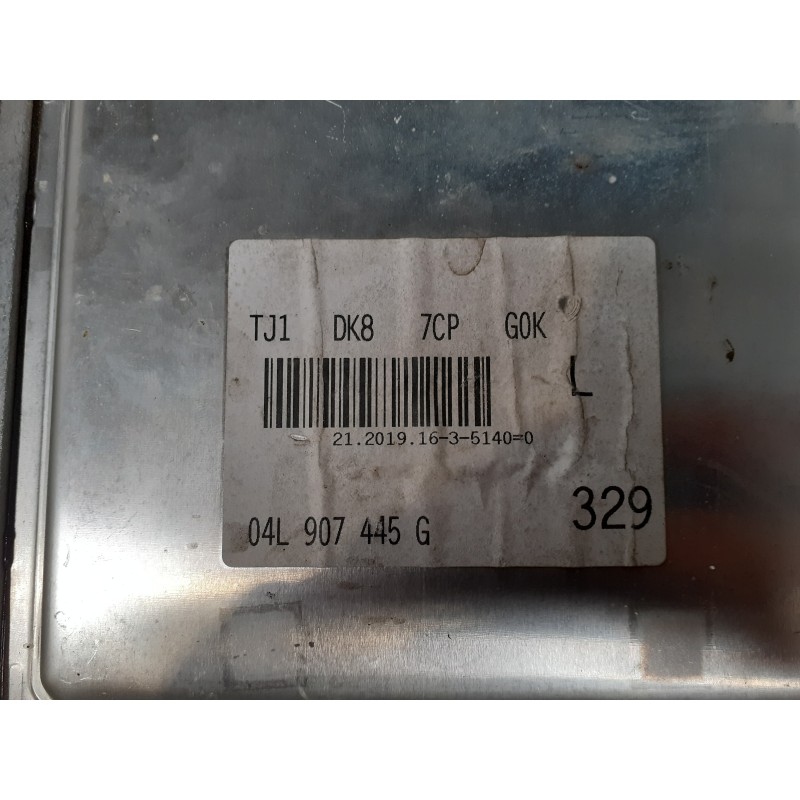 TJ1 DK8 7CP G0K
L
21.2019.16-3-5140=0
04L 907 445 G 329